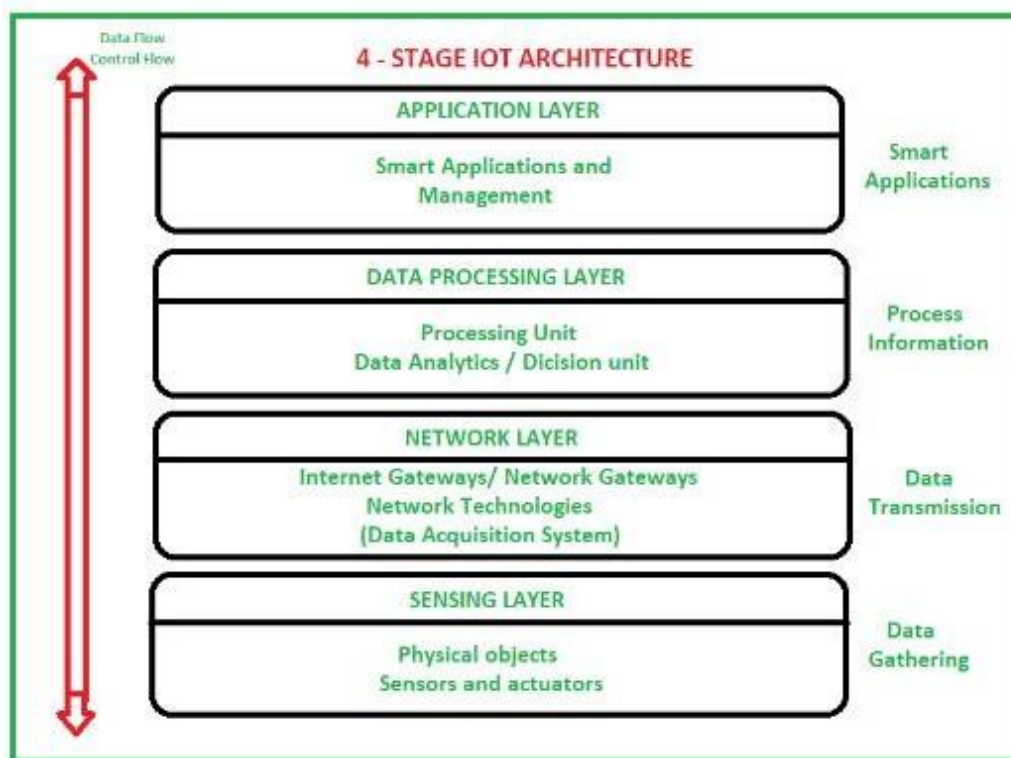 Data Flow
Control Flow
4 - STAGE IOT ARCHITECTURE
APPLICATION LAYER
Smart Applications and
Management
Smart
Applications
DATA PROCESSING LAYER
Processing Unit
Data Analytics / Dicision unit
Process
Information
NETWORK LAYER
Internet Gateways/ Network Gateways
Network Technologies
(Data Acquisition System)
Data
Transmission
SENSING LAYER
Physical objects
Sensors and actuators
Data
Gathering